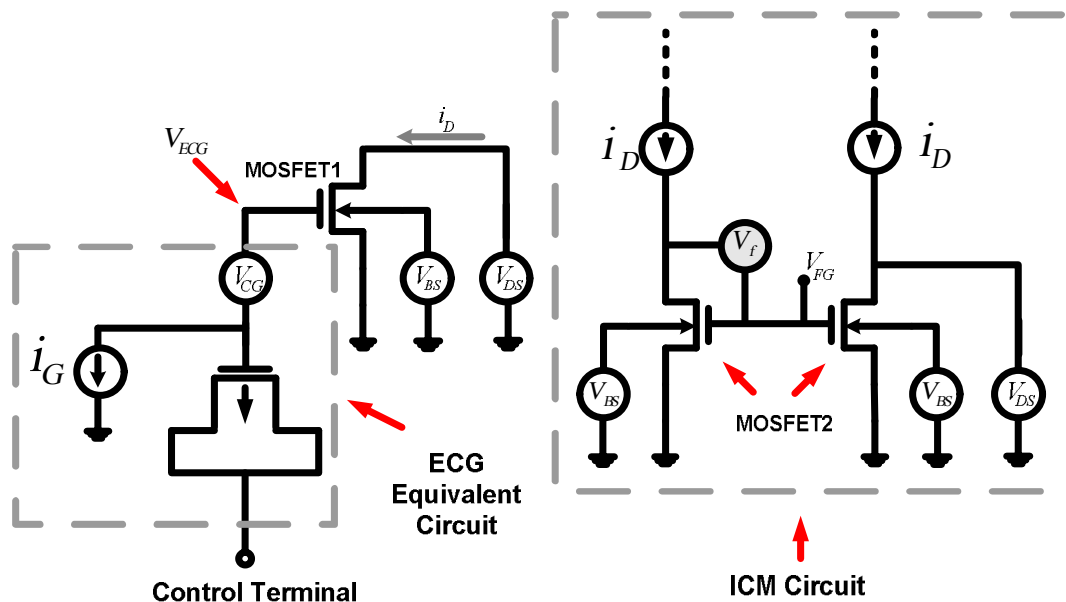 V_ECG
MOSFET1
i_D
V_CG
V_BS
V_DS
i_G
ECG
Equivalent
Circuit
Control Terminal
i_D
i_D
V_f
V_FG
V_BS
MOSFET2
V_BS
V_DS
ICM Circuit